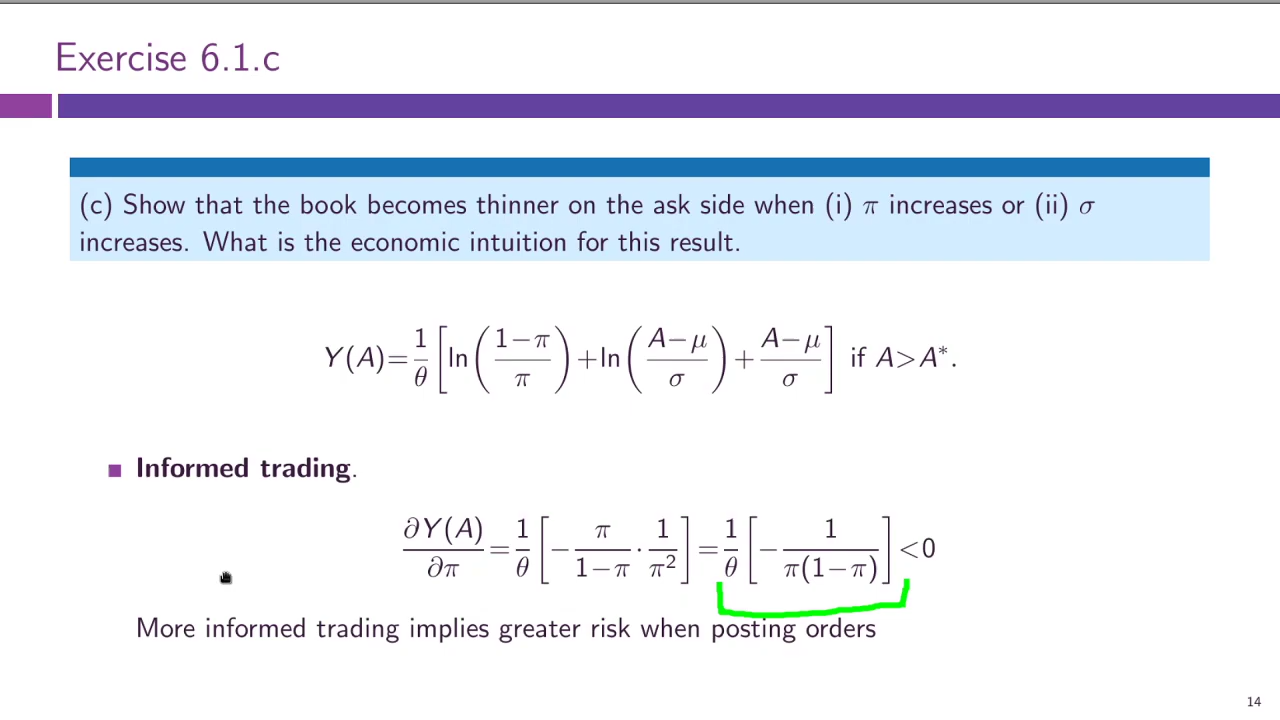 Exercise 6.1.c
(c) Show that the book becomes thinner on the ask side when (i) π increases or (ii) σ
increases. What is the economic intuition for this result.
Y(A)=1/θ[ln((1−π)/π)+ln((A−μ)/σ)+(A−μ)/σ] if A>A*.
Informed trading.
∂Y(A)/∂π=1/θ[−π/(1−π)·1/π²]=1/θ[−1/(π(1−π))]<0
More informed trading implies greater risk when posting orders
14